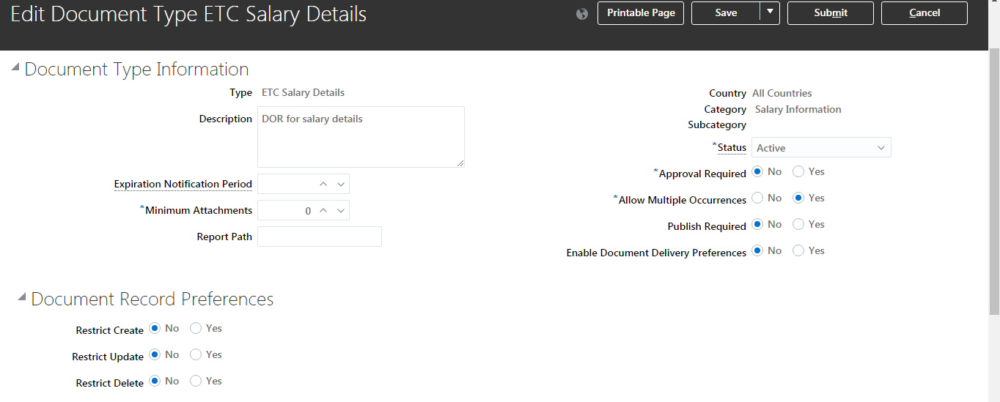 Edit Document Type ETC Salary Details
Printable Page
Save
Submit
Cancel
Document Type Information
Type ETC Salary Details
Description DOR for salary details
Expiration Notification Period
*Minimum Attachments 0
Report Path
Country All Countries
Category Salary Information
Subcategory
*Status Active
*Approval Required No Yes
*Allow Multiple Occurrences No Yes
Publish Required No Yes
Enable Document Delivery Preferences No Yes
Document Record Preferences
Restrict Create No Yes
Restrict Update No Yes
Restrict Delete No Yes